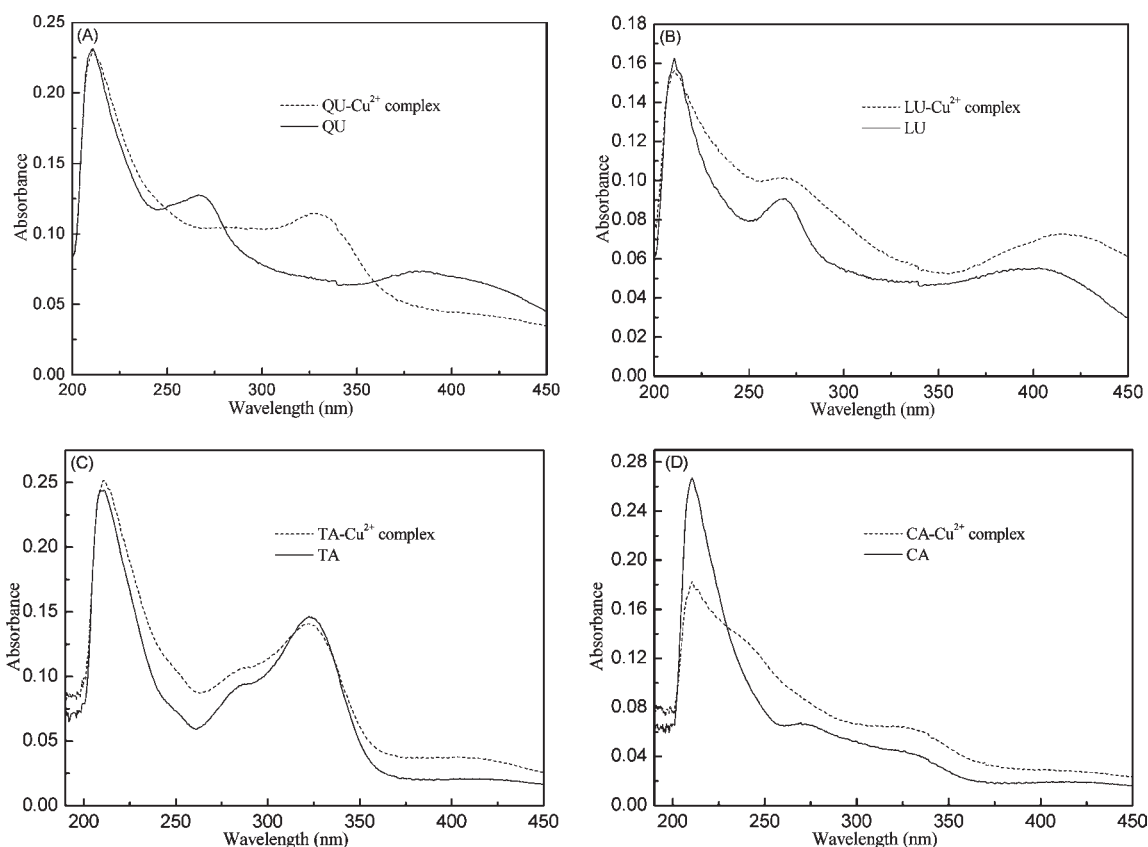 (A)
QU-Cu²⁺ complex
QU
Absorbance
0.25
0.20
0.15
0.10
0.05
0.00
200 250 300 350 400 450
Wavelength (nm)
(B)
LU-Cu²⁺ complex
LU
Absorbance
0.18
0.16
0.14
0.12
0.10
0.08
0.06
0.04
0.02
0.00
200 250 300 350 400 450
Wavelength (nm)
(C)
TA-Cu²⁺ complex
TA
Absorbance
0.25
0.20
0.15
0.10
0.05
0.00
200 250 300 350 400 450
Wavelength (nm)
(D)
CA-Cu²⁺ complex
CA
Absorbance
0.28
0.24
0.20
0.16
0.12
0.08
0.04
0.00
200 250 300 350 400 450
Wavelength (nm)